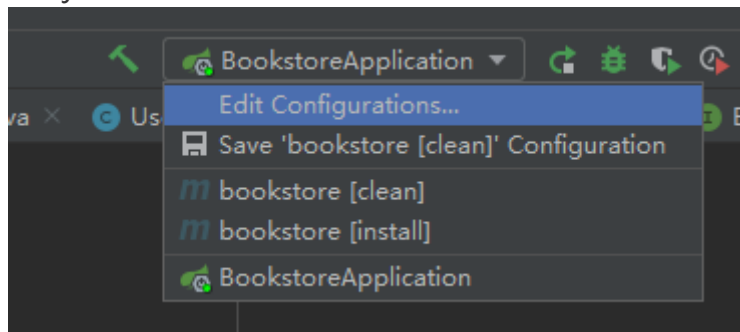 BookstoreApplication
va
Us
Edit Configurations...
Save 'bookstore [clean]' Configuration
bookstore [clean]
bookstore [install]
BookstoreApplication